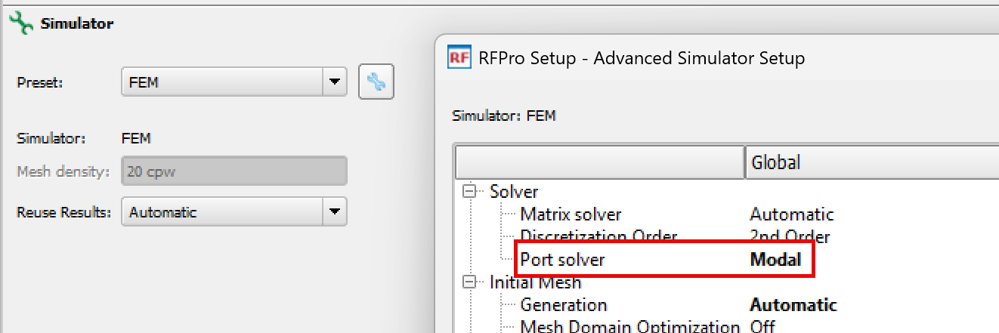 Simulator
Preset: FEM
Simulator: FEM
Mesh density: 20 cpw
Reuse Results: Automatic
RF RFPro Setup - Advanced Simulator Setup
Simulator: FEM
Global
Solver
Matrix solver Automatic
Discretization Order 2nd Order
Port solver Modal
Initial Mesh
Generation Automatic
Mesh Domain Optimization Off